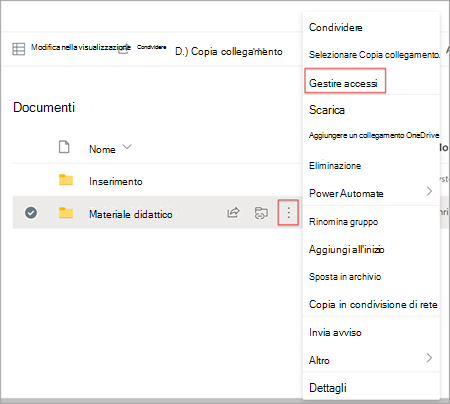 Modifica nella visualizzazione
Condividere
D.) Copia collegamento
Documenti
Nome
Inserimento
Materiale didattico
Condividere
Selezionare Copia collegamento.
Gestire accessi
Scarica
Aggiungere un collegamento OneDrive
Eliminazione
Power Automate
Rinomina gruppo
Aggiungi all'inizio
Sposta in archivio
Copia in condivisione di rete
Invia avviso
Altro
Dettagli